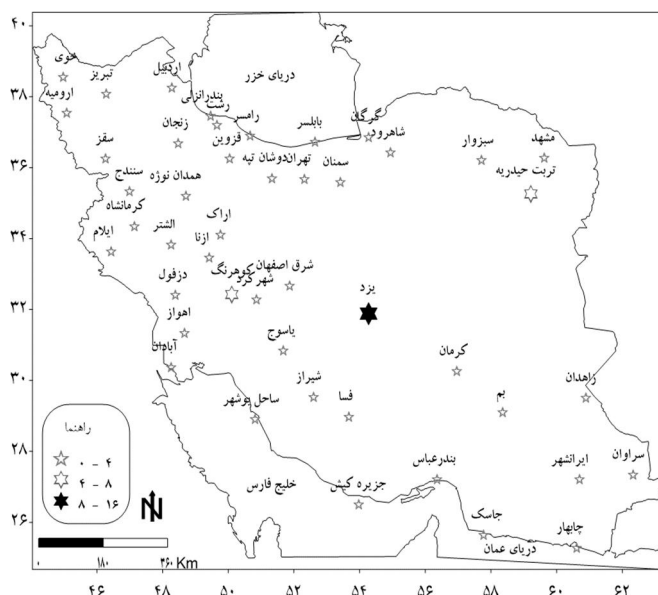 ۴۰
۳۸
۳۶
۳۴
۳۲
۳۰
۲۸
۲۶
خوی
تبریز
اردبیل
ارومیه
بندرانزلی
رشت
دریای خزر
رامسر
بابلسر
گرگان
شاهرود
سبزوار
مشهد
تربت حیدریه
زنجان
قزوین
سقز
دوشان تپه
تهران
سمنان
سنندج
همدان نوژه
کرمانشاه
اراک
ایلام
الشتر
ازنا
کوهرنگ
شهرکرد
شرق اصفهان
یزد
دزفول
اهواز
آبادان
یاسوج
کرمان
شیراز
فسا
بم
زاهدان
ساحل بوشهر
خلیج فارس
جزیره کیش
بندرعباس
ایرانشهر
سراوان
جاسک
دریای عمان
چابهار
راهنما
۰ - ۴
۴ - ۸
۸ - ۱۶
N
۰ ۱۸۰ ۳۶۰ Km
۴۶ ۴۸ ۵۰ ۵۲ ۵۴ ۵۶ ۵۸ ۶۰ ۶۲